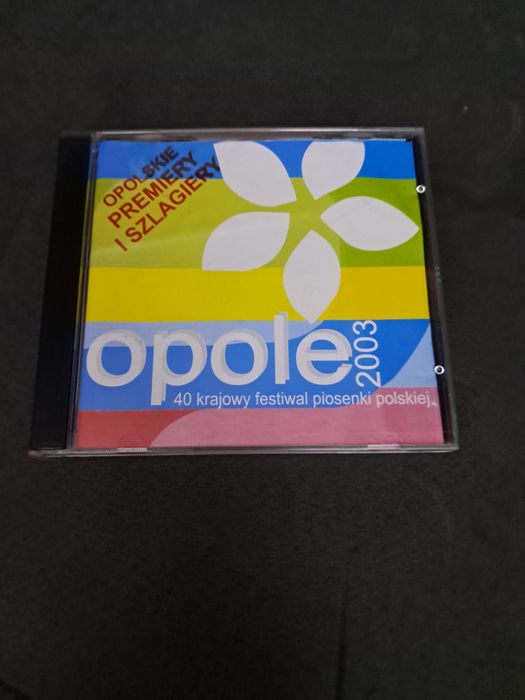 OPOLSKIE
PREMIERY
I SZLAGIERY
opole
2003
40 krajowy festiwal piosenki polskiej